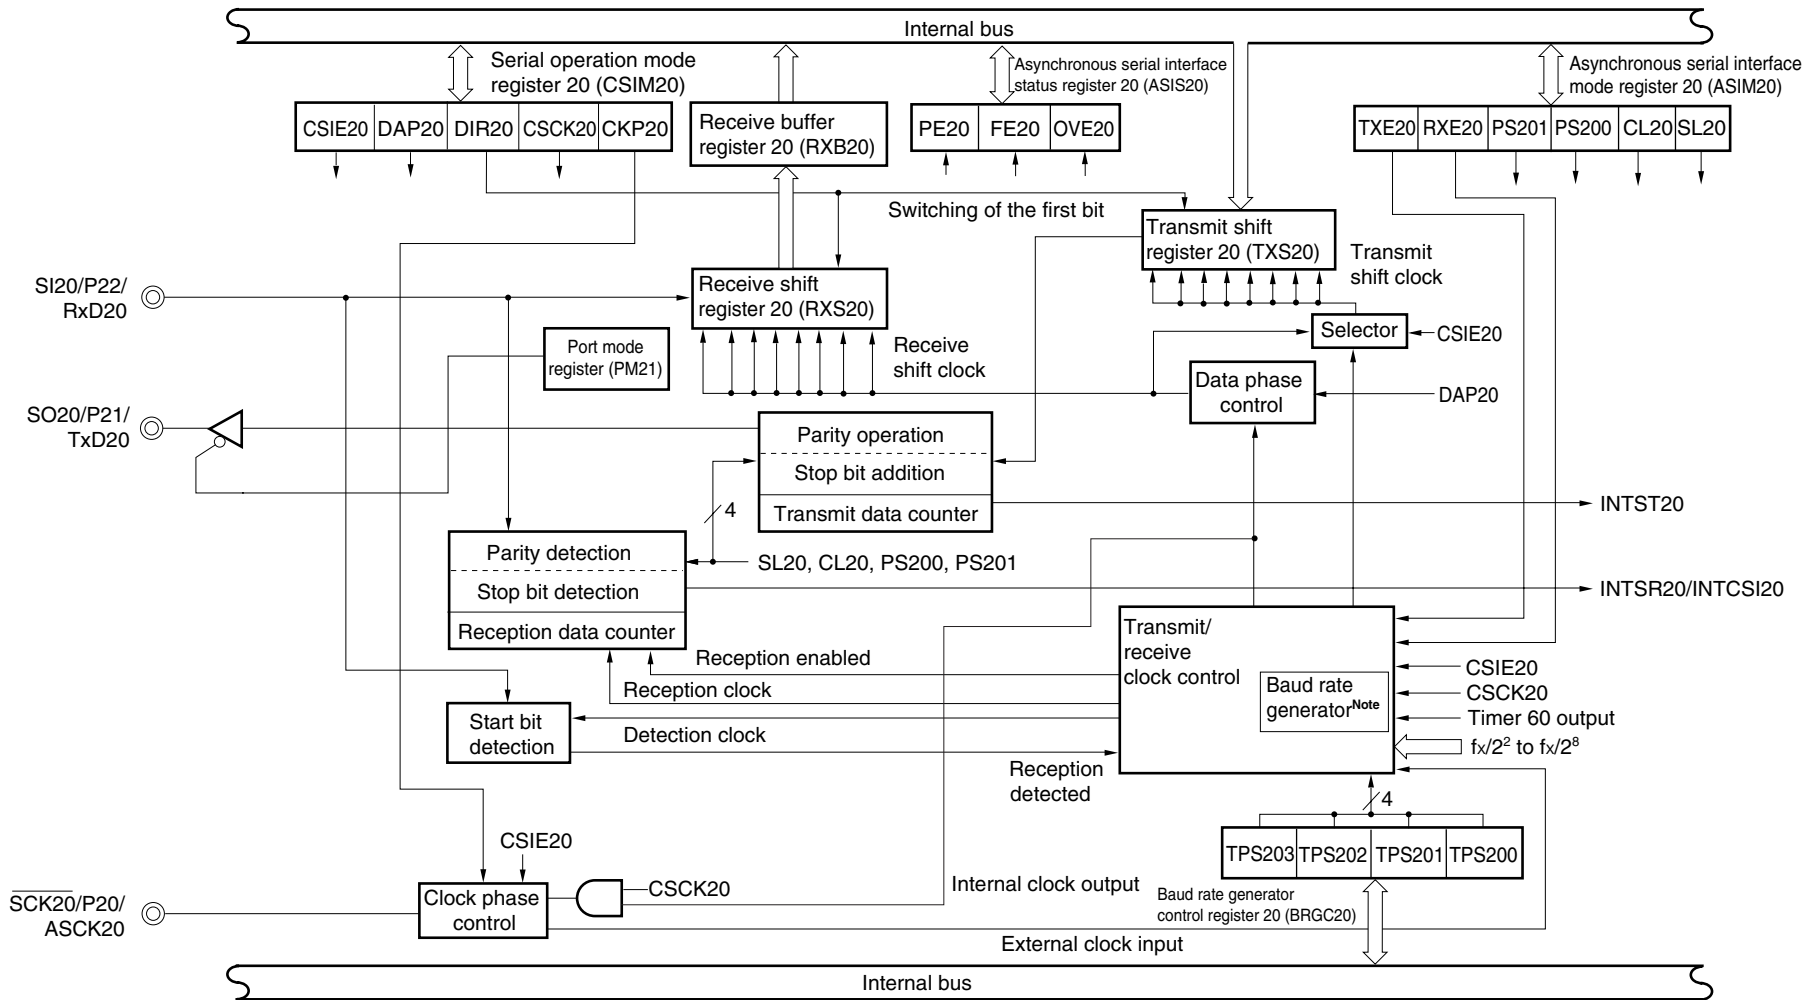 Internal bus
Serial operation mode
register 20 (CSIM20)
Asynchronous serial interface
status register 20 (ASIS20)
Asynchronous serial interface
mode register 20 (ASIM20)
CSIE20 DAP20 DIR20 CSCK20 CKP20
Receive buffer
register 20 (RXB20)
PE20 FE20 OVE20
TXE20 RXE20 PS201 PS200 CL20 SL20
Switching of the first bit
Transmit shift
register 20 (TXS20)
Transmit
shift clock
SI20/P22/
RxD20
Receive shift
register 20 (RXS20)
Selector
CSIE20
Port mode
register (PM21)
Receive
shift clock
Data phase
control
DAP20
SO20/P21/
TxD20
Parity operation
Stop bit addition
Transmit data counter
4
INTST20
Parity detection
Stop bit detection
Reception data counter
SL20, CL20, PS200, PS201
INTSR20/INTCSI20
Transmit/
receive
clock control
Baud rate
generatorNote
Reception enabled
Reception clock
CSIE20
CSCK20
Timer 60 output
fx/2² to fx/2⁸
Start bit
detection
Detection clock
Reception
detected
4
TPS203 TPS202 TPS201 TPS200
CSIE20
Clock phase
control
CSCK20
Internal clock output
Baud rate generator
control register 20 (BRGC20)
SCK20/P20/
ASCK20
External clock input
Internal bus